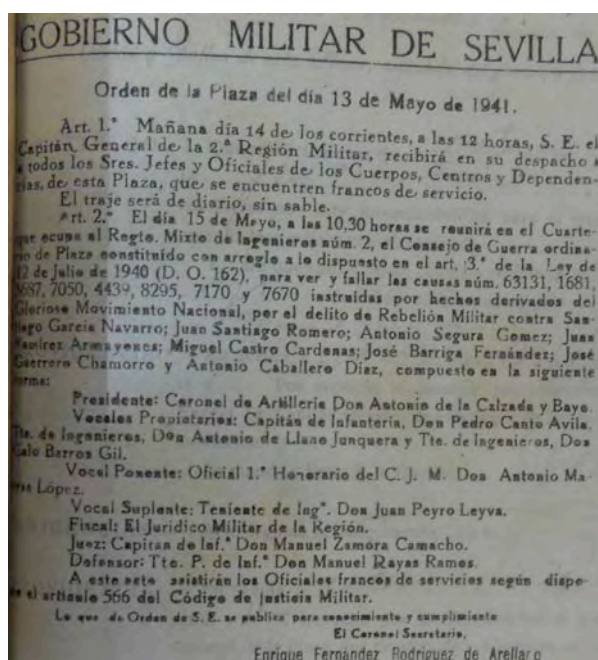 GOBIERNO MILITAR DE SEVILLA
Orden de la Plaza del día 13 de Mayo de 1941.
Art. 1.° Mañana día 14 de los corrientes, a las 12 horas, S. E. el
Capitán General de la 2.ª Región Militar, recibirá en su despacho a
todos los Sres. Jefes y Oficiales de los Cuerpos, Centros y Dependen-
cias, de esta Plaza, que se encuentren francos de servicio.
El traje será de diario, sin sable.
Art. 2.° El día 15 de Mayo, a las 10,30 horas se reunirá en el Cuarte
que ocupa el Regto. Mixto de Ingenieros núm. 2, el Consejo de Guerra ordina-
rio de Plaza constituído con arreglo a lo dispuesto en el art, 3.° de la Ley de
12 de Julio de 1940 (D. O. 162), para ver y fallar las causas núm. 63131, 1681,
3687, 7050, 4439, 8295, 7170 y 7670 instruídas por hechos derivados del
Glorioso Movimiento Nacional, por el delito de Rebelión Militar contra San-
tiago García Navarro; Juan Santiago Romero; Antonio Segura Gomez; Juan
Ramírez Armayones; Miguel Castro Cardenas; José Barriga Fernández; José
Guerrero Chamorro y Antonio Caballero Diaz, compuesto en la siguiente
forma:
Presidente: Coronel de Artillería Don Antonio de la Calzada y Bayo.
Vocales Propietarios: Capitán de Infantería, Don Pedro Canto Avila,
Tte. de Ingenieros, Don Antonio de Llano Junquera y Tte. de Ingenieros, Don
Galo Barros Gil.
Vocal Ponente: Oficial 1.° Honorario del C. J. M. Don Antonio Ma-
López.
Vocal Suplente: Teniente de Ingº. Don Juan Peyro Leyva.
Fiscal: El Jurídico Militar de la Región.
Juez: Capitan de Inf.ª Don Manuel Zamora Camacho.
Defensor: Tte. P. de Inf.ª Don Manuel Rayas Ramos.
A este acto asistirán los Oficiales francos de servicios según dispo-
ne el artículo 566 del Código de Justicia Militar.
Lo que de Orden de S. E. se publica para conocimiento y cumplimiento
El Coronel Secretario,
Enrique Fernández Rodriguez de Arellano